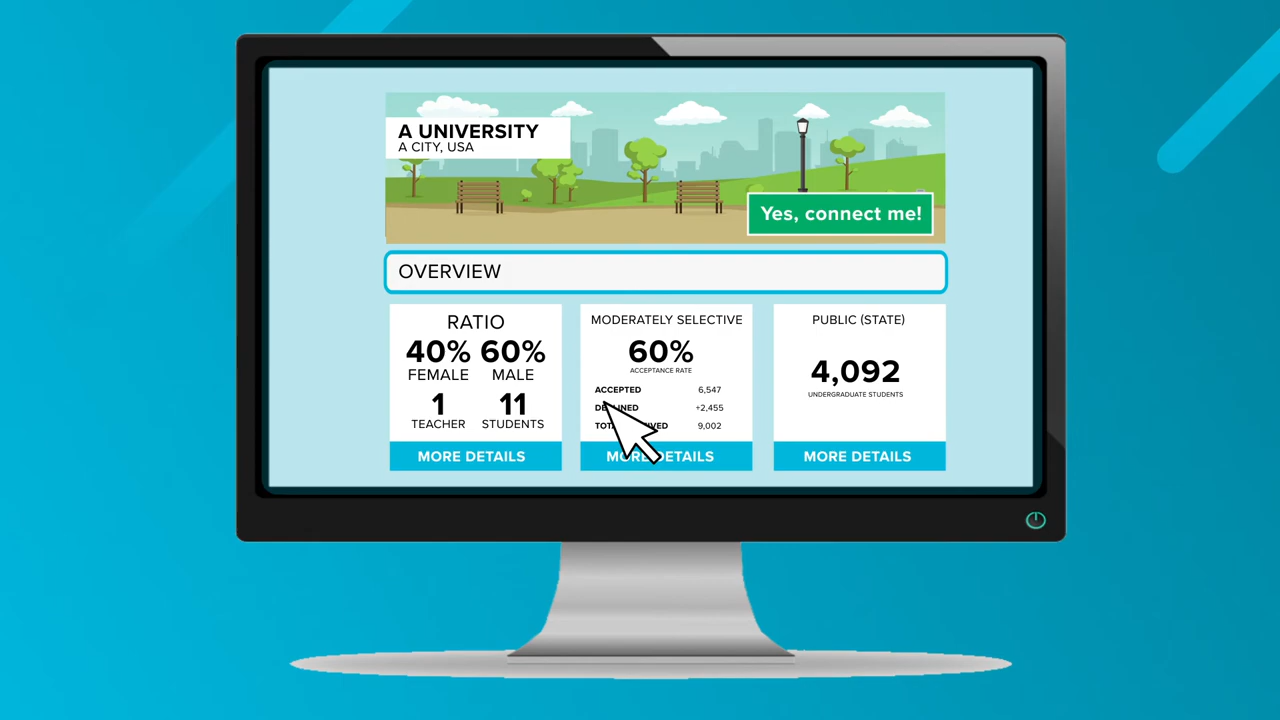 A UNIVERSITY
A CITY, USA
Yes, connect me!
OVERVIEW
RATIO
40% 60%
FEMALE MALE
1 11
TEACHER STUDENTS
MORE DETAILS
MODERATELY SELECTIVE
60%
ACCEPTANCE RATE
ACCEPTED 6,547
+2,455
9,002
MORE DETAILS
PUBLIC (STATE)
4,092
UNDERGRADUATE STUDENTS
MORE DETAILS